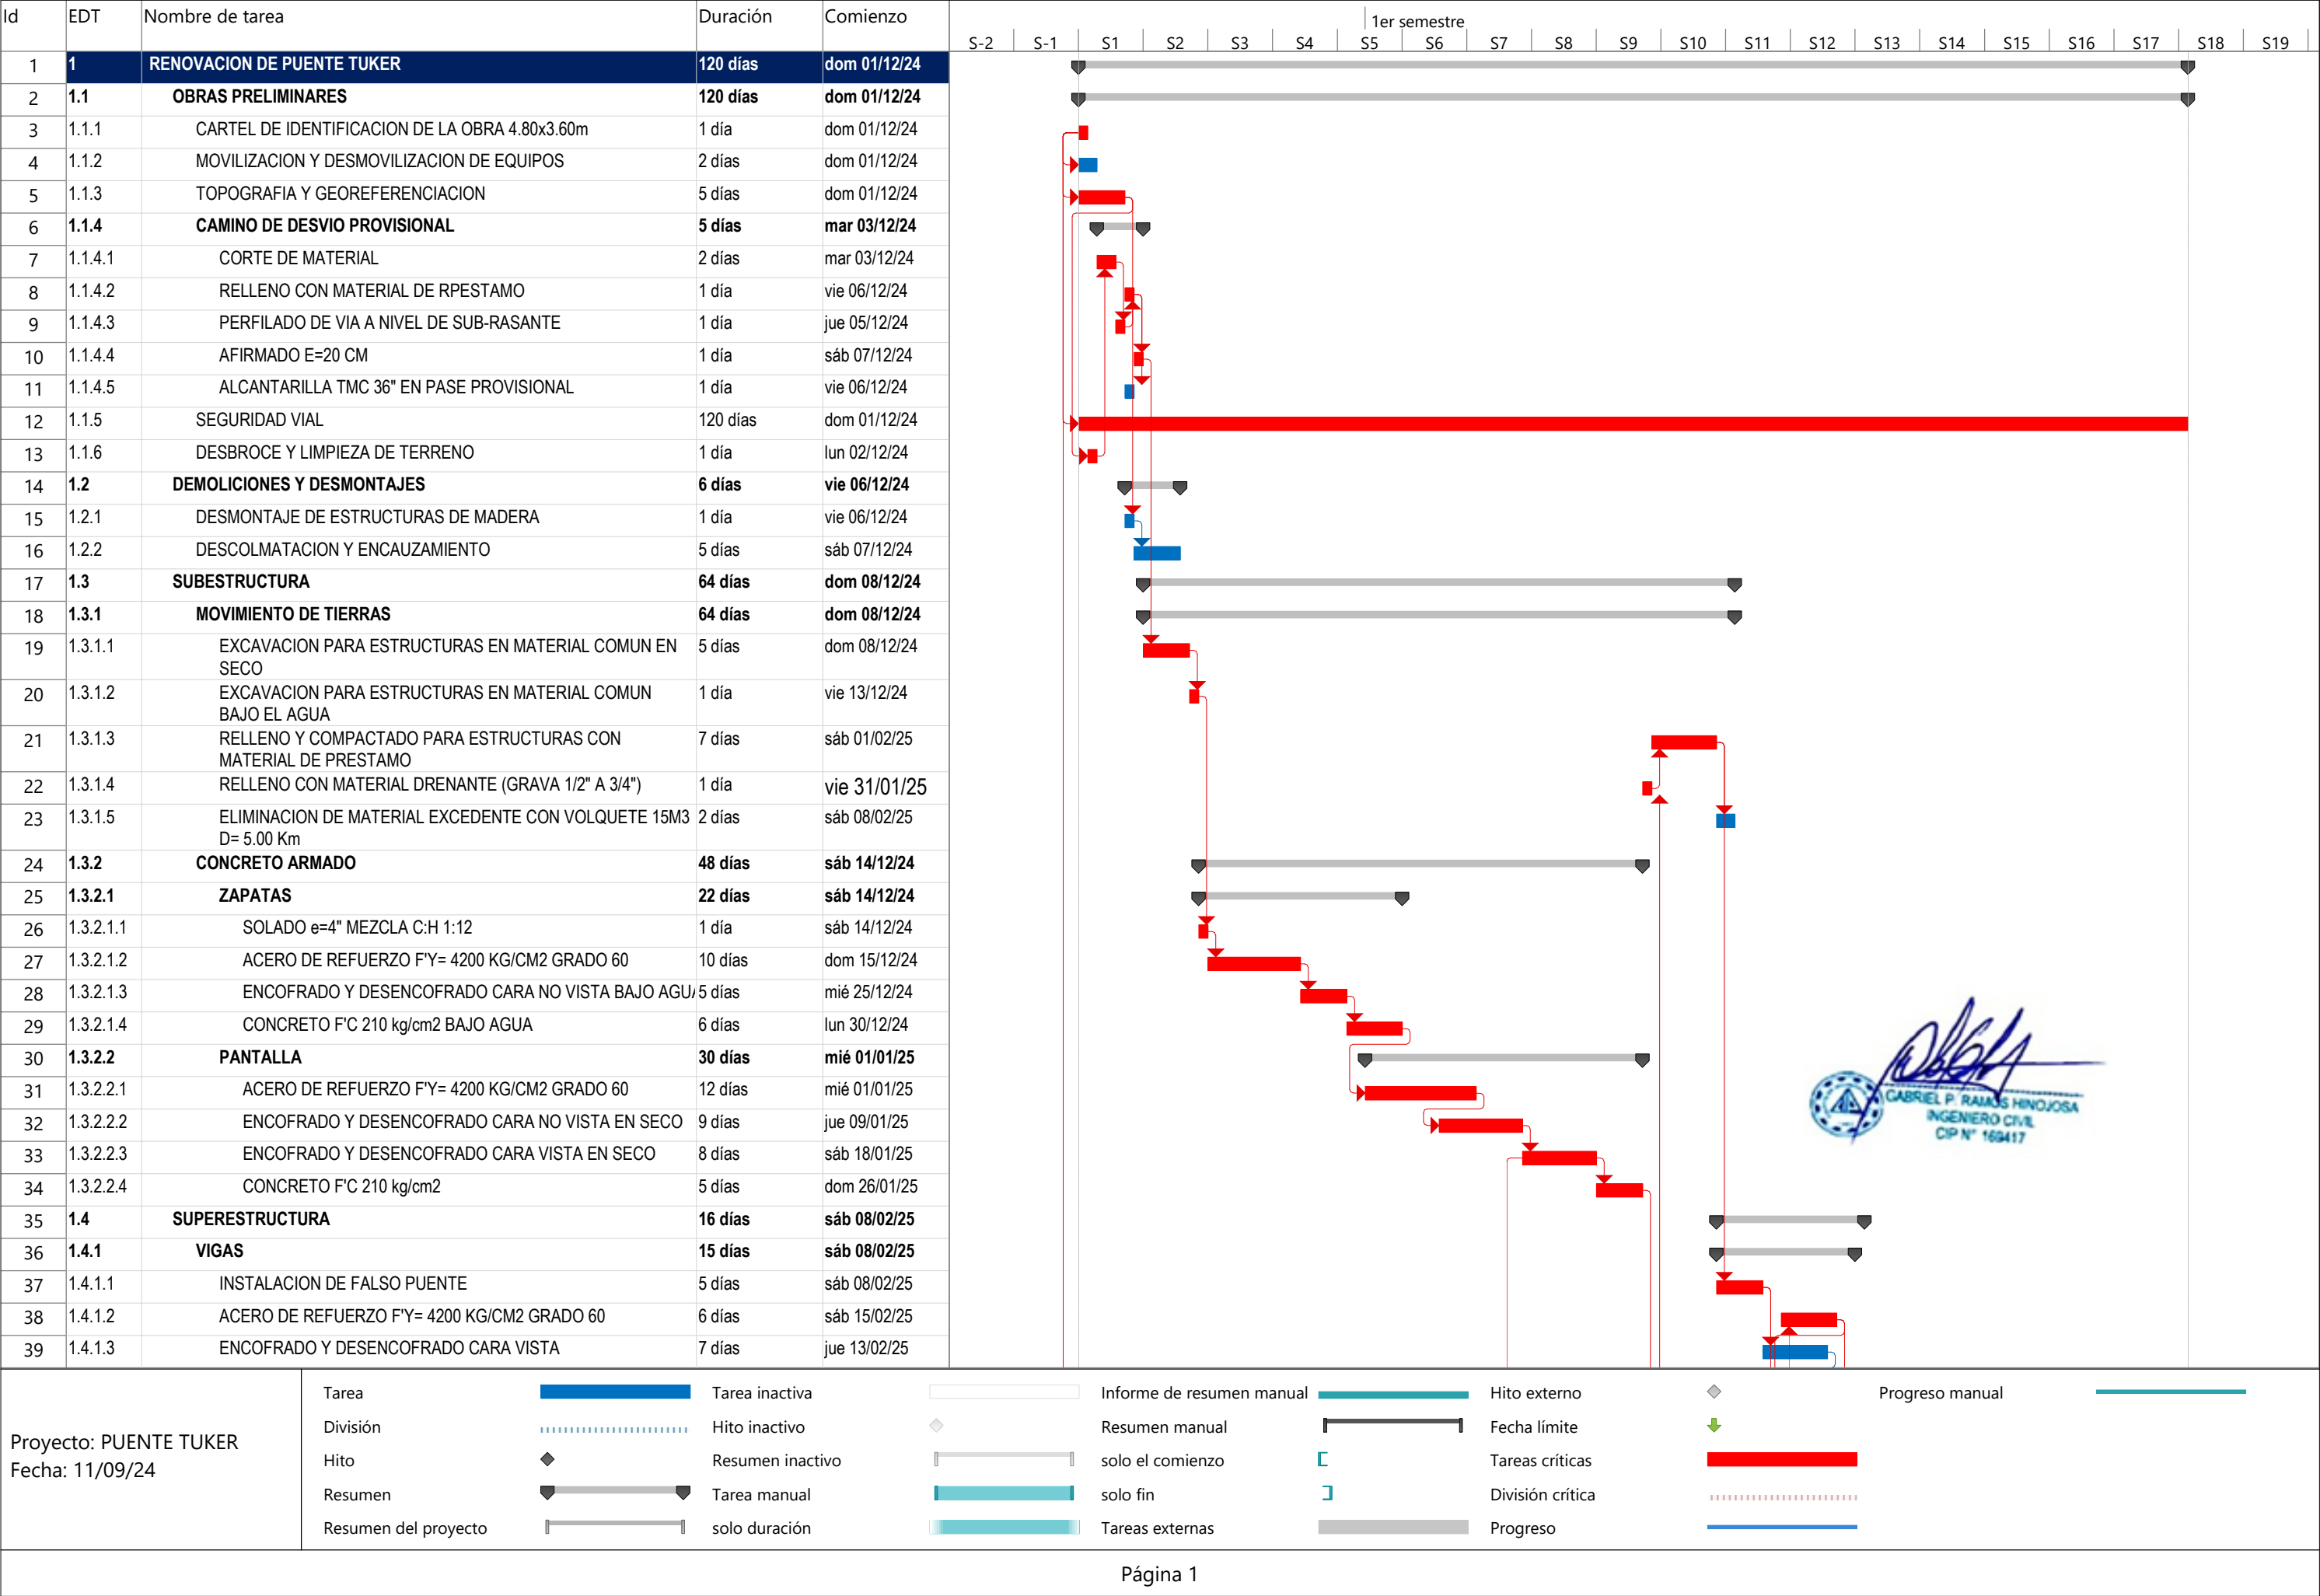 Id EDT Nombre de tarea Duración Comienzo
1er semestre
S-2 S-1 S1 S2 S3 S4 S5 S6 S7 S8 S9 S10 S11 S12 S13 S14 S15 S16 S17 S18 S19
1 1 RENOVACION DE PUENTE TUKER 120 días dom 01/12/24
2 1.1 OBRAS PRELIMINARES 120 días dom 01/12/24
3 1.1.1 CARTEL DE IDENTIFICACION DE LA OBRA 4.80x3.60m 1 día dom 01/12/24
4 1.1.2 MOVILIZACION Y DESMOVILIZACION DE EQUIPOS 2 días dom 01/12/24
5 1.1.3 TOPOGRAFIA Y GEOREFERENCIACION 5 días dom 01/12/24
6 1.1.4 CAMINO DE DESVIO PROVISIONAL 5 días mar 03/12/24
7 1.1.4.1 CORTE DE MATERIAL 2 días mar 03/12/24
8 1.1.4.2 RELLENO CON MATERIAL DE RPESTAMO 1 día vie 06/12/24
9 1.1.4.3 PERFILADO DE VIA A NIVEL DE SUB-RASANTE 1 día jue 05/12/24
10 1.1.4.4 AFIRMADO E=20 CM 1 día sáb 07/12/24
11 1.1.4.5 ALCANTARILLA TMC 36" EN PASE PROVISIONAL 1 día vie 06/12/24
12 1.1.5 SEGURIDAD VIAL 120 días dom 01/12/24
13 1.1.6 DESBROCE Y LIMPIEZA DE TERRENO 1 día lun 02/12/24
14 1.2 DEMOLICIONES Y DESMONTAJES 6 días vie 06/12/24
15 1.2.1 DESMONTAJE DE ESTRUCTURAS DE MADERA 1 día vie 06/12/24
16 1.2.2 DESCOLMATACION Y ENCAUZAMIENTO 5 días sáb 07/12/24
17 1.3 SUBESTRUCTURA 64 días dom 08/12/24
18 1.3.1 MOVIMIENTO DE TIERRAS 64 días dom 08/12/24
19 1.3.1.1 EXCAVACION PARA ESTRUCTURAS EN MATERIAL COMUN EN 5 días dom 08/12/24
SECO
20 1.3.1.2 EXCAVACION PARA ESTRUCTURAS EN MATERIAL COMUN 1 día vie 13/12/24
BAJO EL AGUA
21 1.3.1.3 RELLENO Y COMPACTADO PARA ESTRUCTURAS CON 7 días sáb 01/02/25
MATERIAL DE PRESTAMO
22 1.3.1.4 RELLENO CON MATERIAL DRENANTE (GRAVA 1/2" A 3/4") 1 día vie 31/01/25
23 1.3.1.5 ELIMINACION DE MATERIAL EXCEDENTE CON VOLQUETE 15M3 2 días sáb 08/02/25
D= 5.00 Km
24 1.3.2 CONCRETO ARMADO 48 días sáb 14/12/24
25 1.3.2.1 ZAPATAS 22 días sáb 14/12/24
26 1.3.2.1.1 SOLADO e=4" MEZCLA C:H 1:12 1 día sáb 14/12/24
27 1.3.2.1.2 ACERO DE REFUERZO F'Y= 4200 KG/CM2 GRADO 60 10 días dom 15/12/24
28 1.3.2.1.3 ENCOFRADO Y DESENCOFRADO CARA NO VISTA BAJO AGUA 5 días mié 25/12/24
29 1.3.2.1.4 CONCRETO F'C 210 kg/cm2 BAJO AGUA 6 días lun 30/12/24
30 1.3.2.2 PANTALLA 30 días mié 01/01/25
31 1.3.2.2.1 ACERO DE REFUERZO F'Y= 4200 KG/CM2 GRADO 60 12 días mié 01/01/25
32 1.3.2.2.2 ENCOFRADO Y DESENCOFRADO CARA NO VISTA EN SECO 9 días jue 09/01/25
33 1.3.2.2.3 ENCOFRADO Y DESENCOFRADO CARA VISTA EN SECO 8 días sáb 18/01/25
34 1.3.2.2.4 CONCRETO F'C 210 kg/cm2 5 días dom 26/01/25
35 1.4 SUPERESTRUCTURA 16 días sáb 08/02/25
36 1.4.1 VIGAS 15 días sáb 08/02/25
37 1.4.1.1 INSTALACION DE FALSO PUENTE 5 días sáb 08/02/25
38 1.4.1.2 ACERO DE REFUERZO F'Y= 4200 KG/CM2 GRADO 60 6 días sáb 15/02/25
39 1.4.1.3 ENCOFRADO Y DESENCOFRADO CARA VISTA 7 días jue 13/02/25
GABRIEL P. RAMOS HINOJOSA
INGENIERO CIVIL
CIP N° 169417
Proyecto: PUENTE TUKER
Fecha: 11/09/24
Tarea Tarea inactiva Informe de resumen manual Hito externo Progreso manual
División Hito inactivo Resumen manual Fecha límite
Hito Resumen inactivo solo el comienzo Tareas críticas
Resumen Tarea manual solo fin División crítica
Resumen del proyecto solo duración Tareas externas Progreso
Página 1